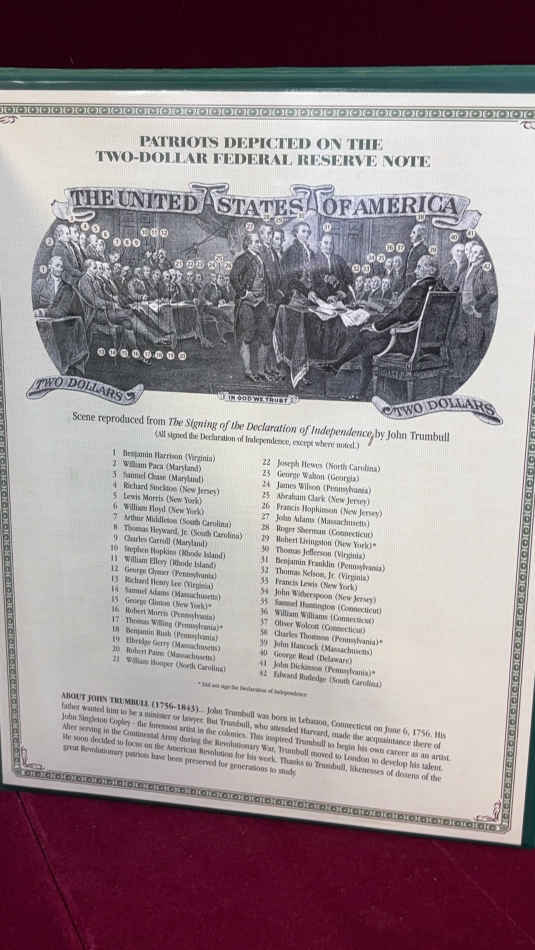 PATRIOTS DEPICTED ON THE
TWO-DOLLAR FEDERAL RESERVE NOTE
THE UNITED STATES OF AMERICA
TWO DOLLARS
IN GOD WE TRUST
TWO DOLLARS
Scene reproduced from The Signing of the Declaration of Independence by John Trumbull
(All signed the Declaration of Independence, except where noted.)
1 Benjamin Harrison (Virginia)
2 William Paca (Maryland)
3 Samuel Chase (Maryland)
4 Richard Stockton (New Jersey)
5 Lewis Morris (New York)
6 William Floyd (New York)
7 Arthur Middleton (South Carolina)
8 Thomas Heyward, Jr. (South Carolina)
9 Charles Carroll (Maryland)
10 Stephen Hopkins (Rhode Island)
11 William Ellery (Rhode Island)
12 George Clymer (Pennsylvania)
13 Richard Henry Lee (Virginia)
14 Samuel Adams (Massachusetts)
15 George Clinton (New York)*
16 Robert Morris (Pennsylvania)
17 Thomas Willing (Pennsylvania)*
18 Benjamin Rush (Pennsylvania)
19 Elbridge Gerry (Massachusetts)
20 Robert Paine (Massachusetts)
21 William Hooper (North Carolina)
22 Joseph Hewes (North Carolina)
23 George Walton (Georgia)
24 James Wilson (Pennsylvania)
25 Abraham Clark (New Jersey)
26 Francis Hopkinson (New Jersey)
27 John Adams (Massachusetts)
28 Roger Sherman (Connecticut)
29 Robert Livingston (New York)*
30 Thomas Jefferson (Virginia)
31 Benjamin Franklin (Pennsylvania)
32 Thomas Nelson, Jr. (Virginia)
33 Francis Lewis (New York)
34 John Witherspoon (New Jersey)
35 Samuel Huntington (Connecticut)
36 William Williams (Connecticut)
37 Oliver Wolcott (Connecticut)
38 Charles Thomson (Pennsylvania)*
39 John Hancock (Massachusetts)
40 George Read (Delaware)
41 John Dickinson (Pennsylvania)*
42 Edward Rutledge (South Carolina)
* Did not sign the Declaration of Independence
ABOUT JOHN TRUMBULL (1756-1843)... John Trumbull was born in Lebanon, Connecticut on June 6, 1756. His
father wanted him to be a minister or lawyer. But Trumbull, who attended Harvard, made the acquaintance there of
John Singleton Copley - the foremost artist in the colonies. This inspired Trumbull to begin his own career as an artist.
After serving in the Continental Army during the Revolutionary War, Trumbull moved to London to develop his talent.
He soon decided to focus on the American Revolution for his work. Thanks to Trumbull, likenesses of dozens of the
great Revolutionary patriots have been preserved for generations to study.